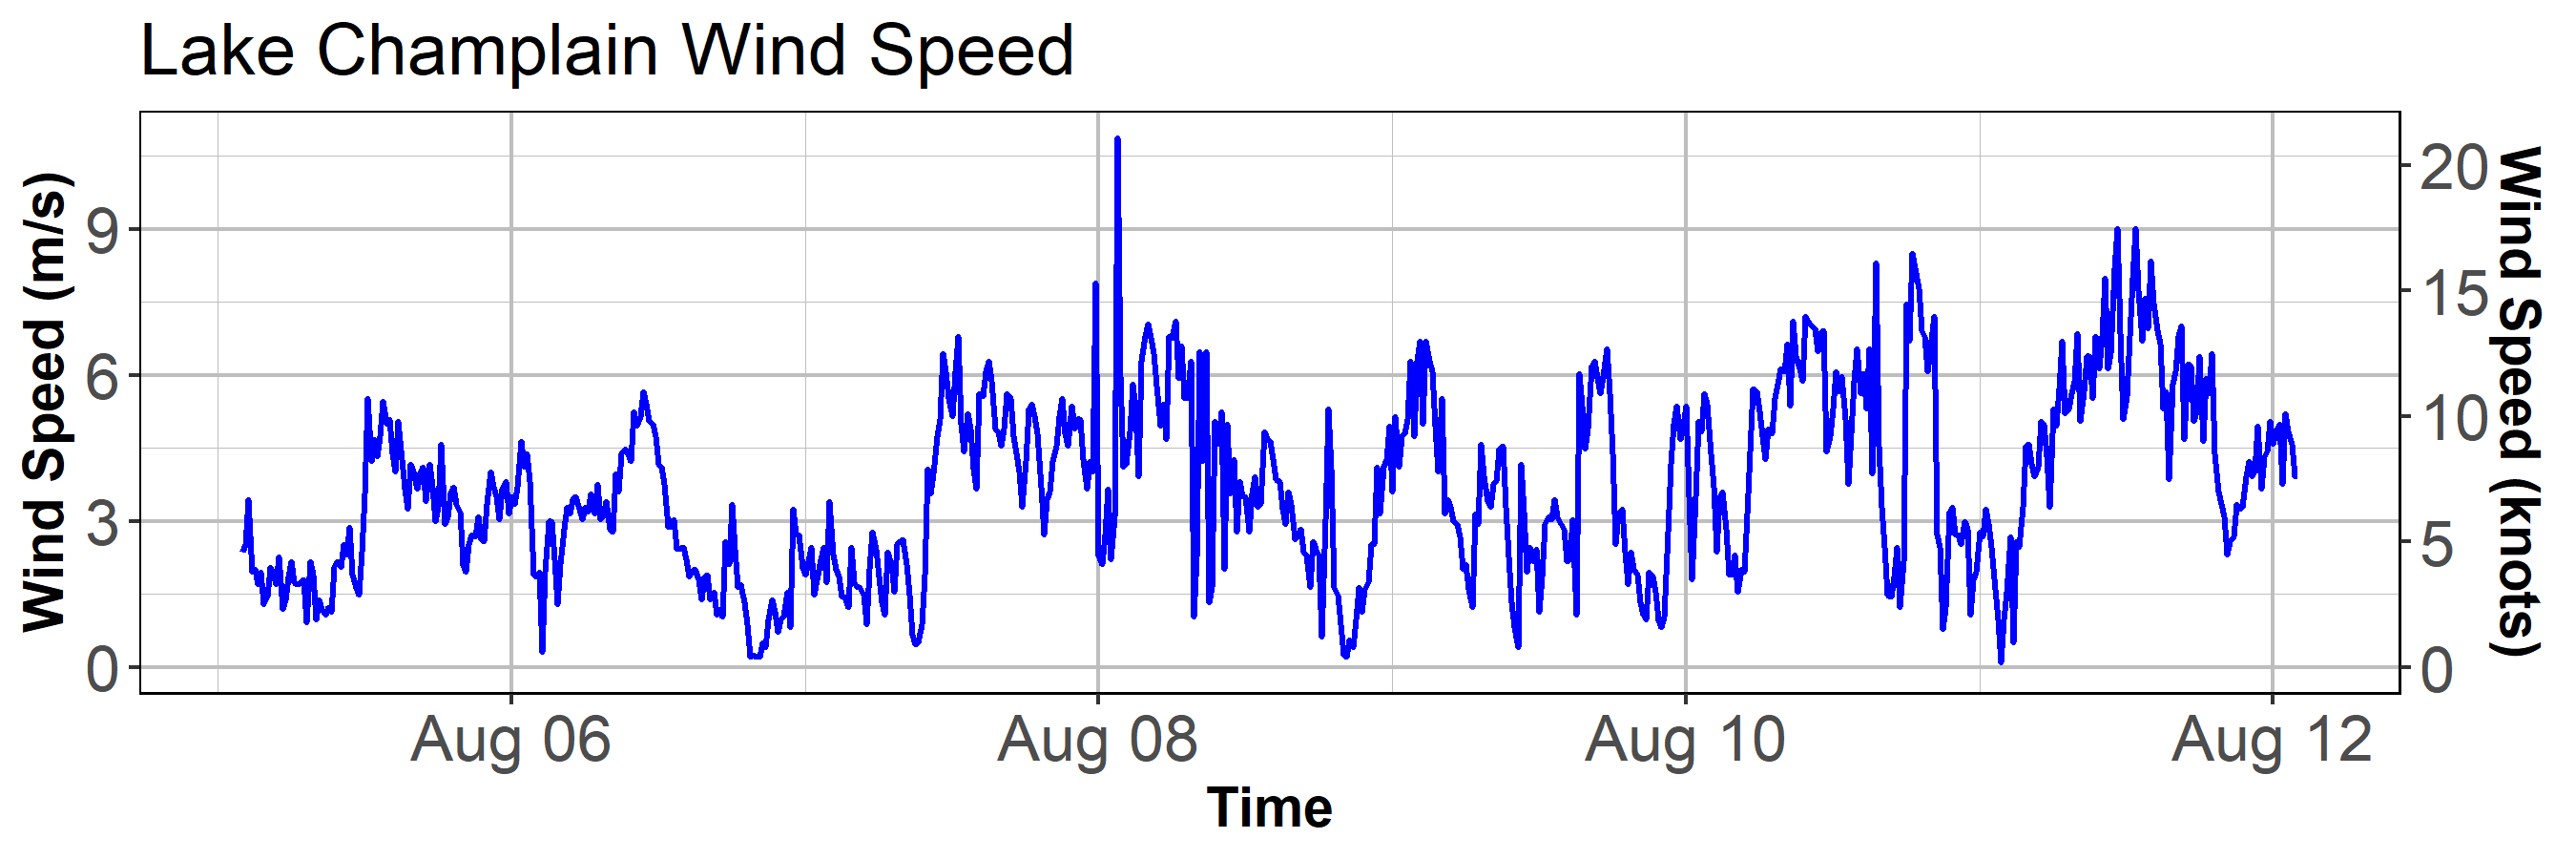 Lake Champlain Wind Speed
Wind Speed (m/s)
9
6
3
0
20
15
10
5
0
Wind Speed (knots)
Aug 06
Aug 08
Aug 10
Aug 12
Time